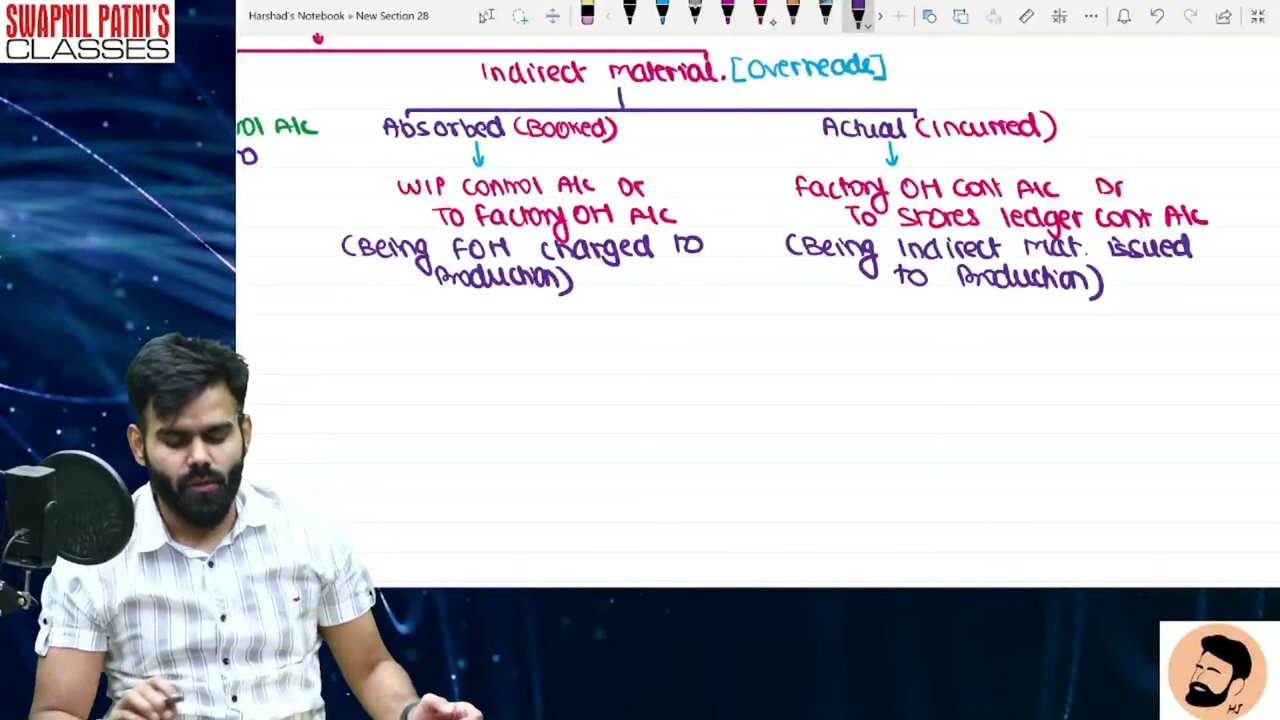 SWAPNIL PATNI'S
CLASSES
Harshad's Notebook » New Section 28
Indirect material. [Overheads]
ol A/c
Absorbed (Booked)
Actual (Incurred)
WIP Control A/c Dr
To Factory OH A/c
(Being FOH charged to
Production)
Factory OH Cont A/c Dr
To Stores ledger Cont A/c
(Being Indirect Mat. issued
to Production)
HJ